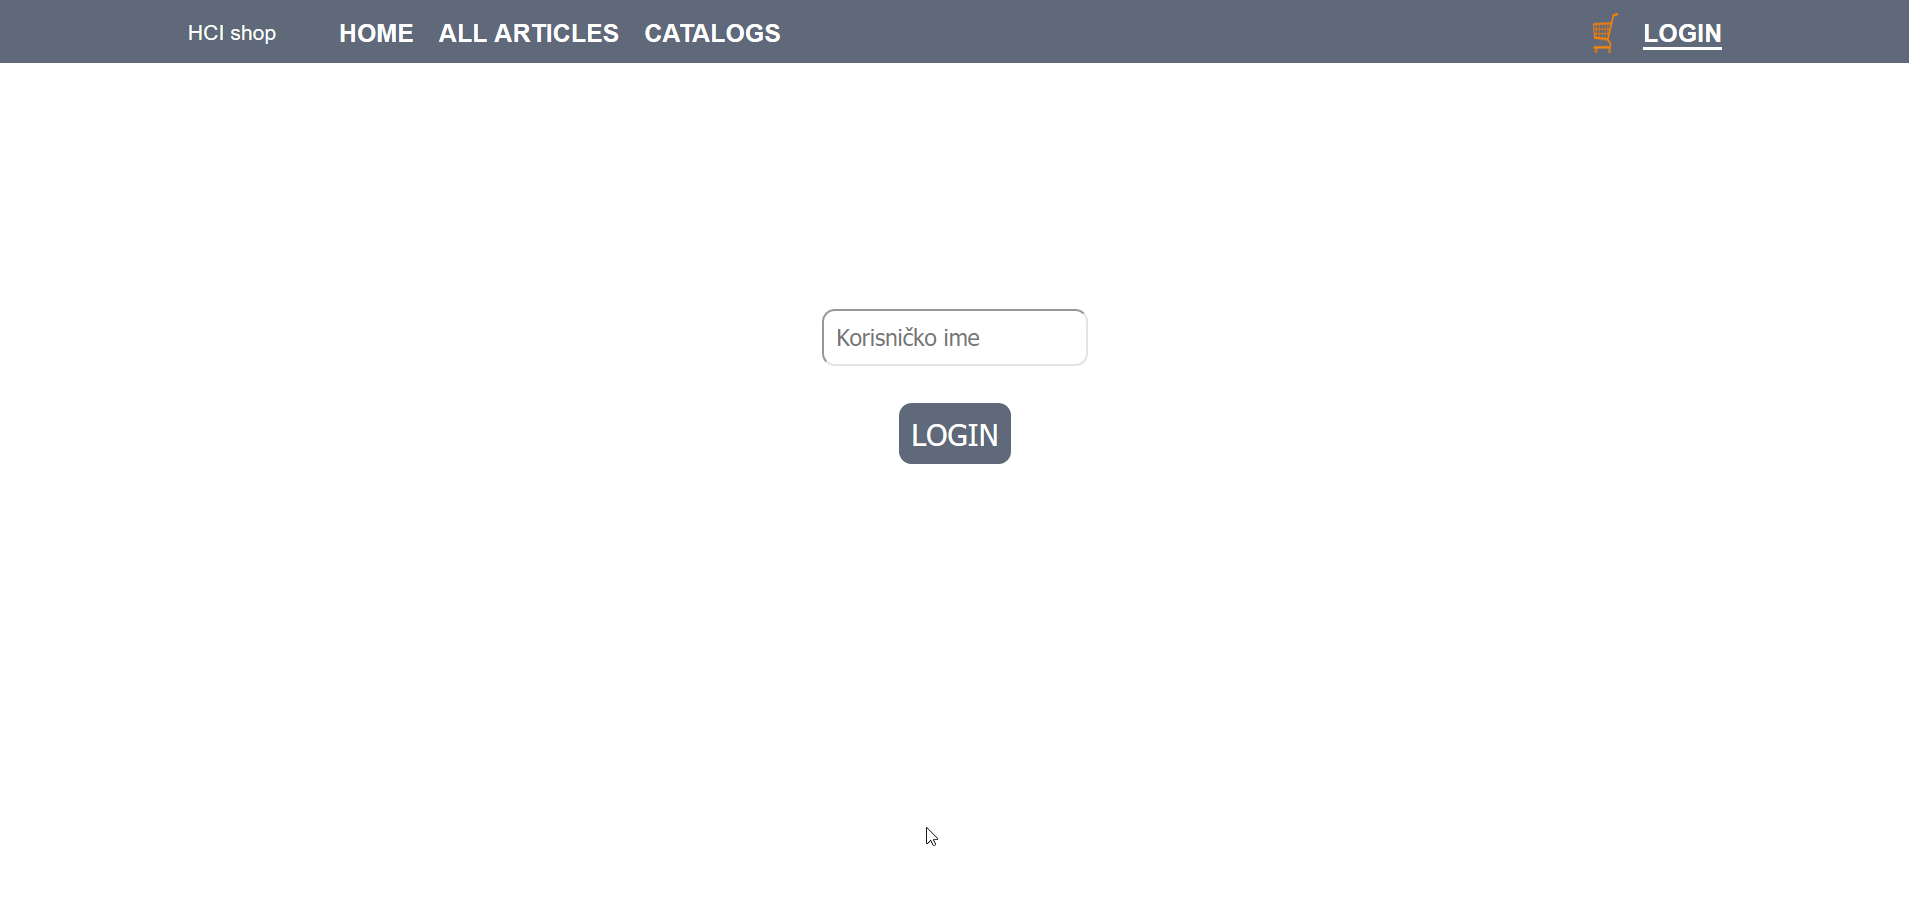 HCI shop HOME ALL ARTICLES CATALOGS LOGIN
Korisničko ime
LOGIN